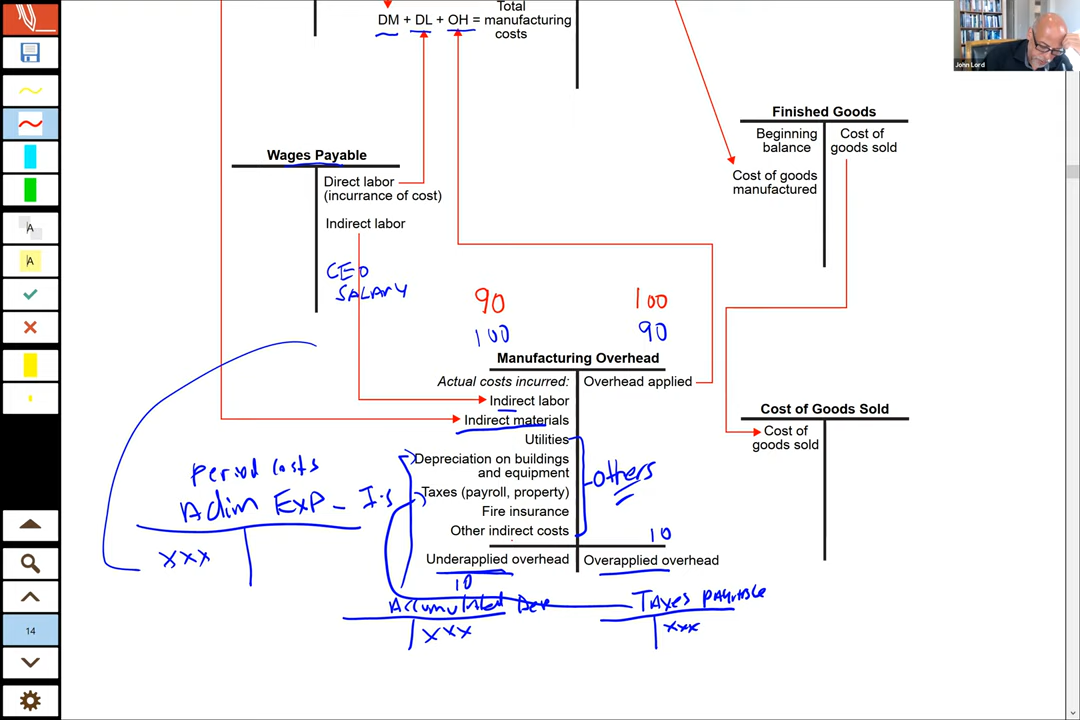 Total
DM + DL + OH = manufacturing
costs
John Lord
Finished Goods
Beginning balance
Cost of goods sold
Cost of goods manufactured
Wages Payable
Direct labor
(incurrance of cost)
Indirect labor
CEO
SALARY
90
100
100
90
Manufacturing Overhead
Actual costs incurred:
Overhead applied
Indirect labor
Indirect materials
Utilities
Depreciation on buildings
and equipment
Taxes (payroll, property)
Fire insurance
Other indirect costs
Others
10
Underapplied overhead
Overapplied overhead
10
Cost of Goods Sold
Cost of
goods sold
Period Costs
Adim EXP - I.S
xxx
Accumulated Dep
xxx
Taxes payable
xxx
A
A
14